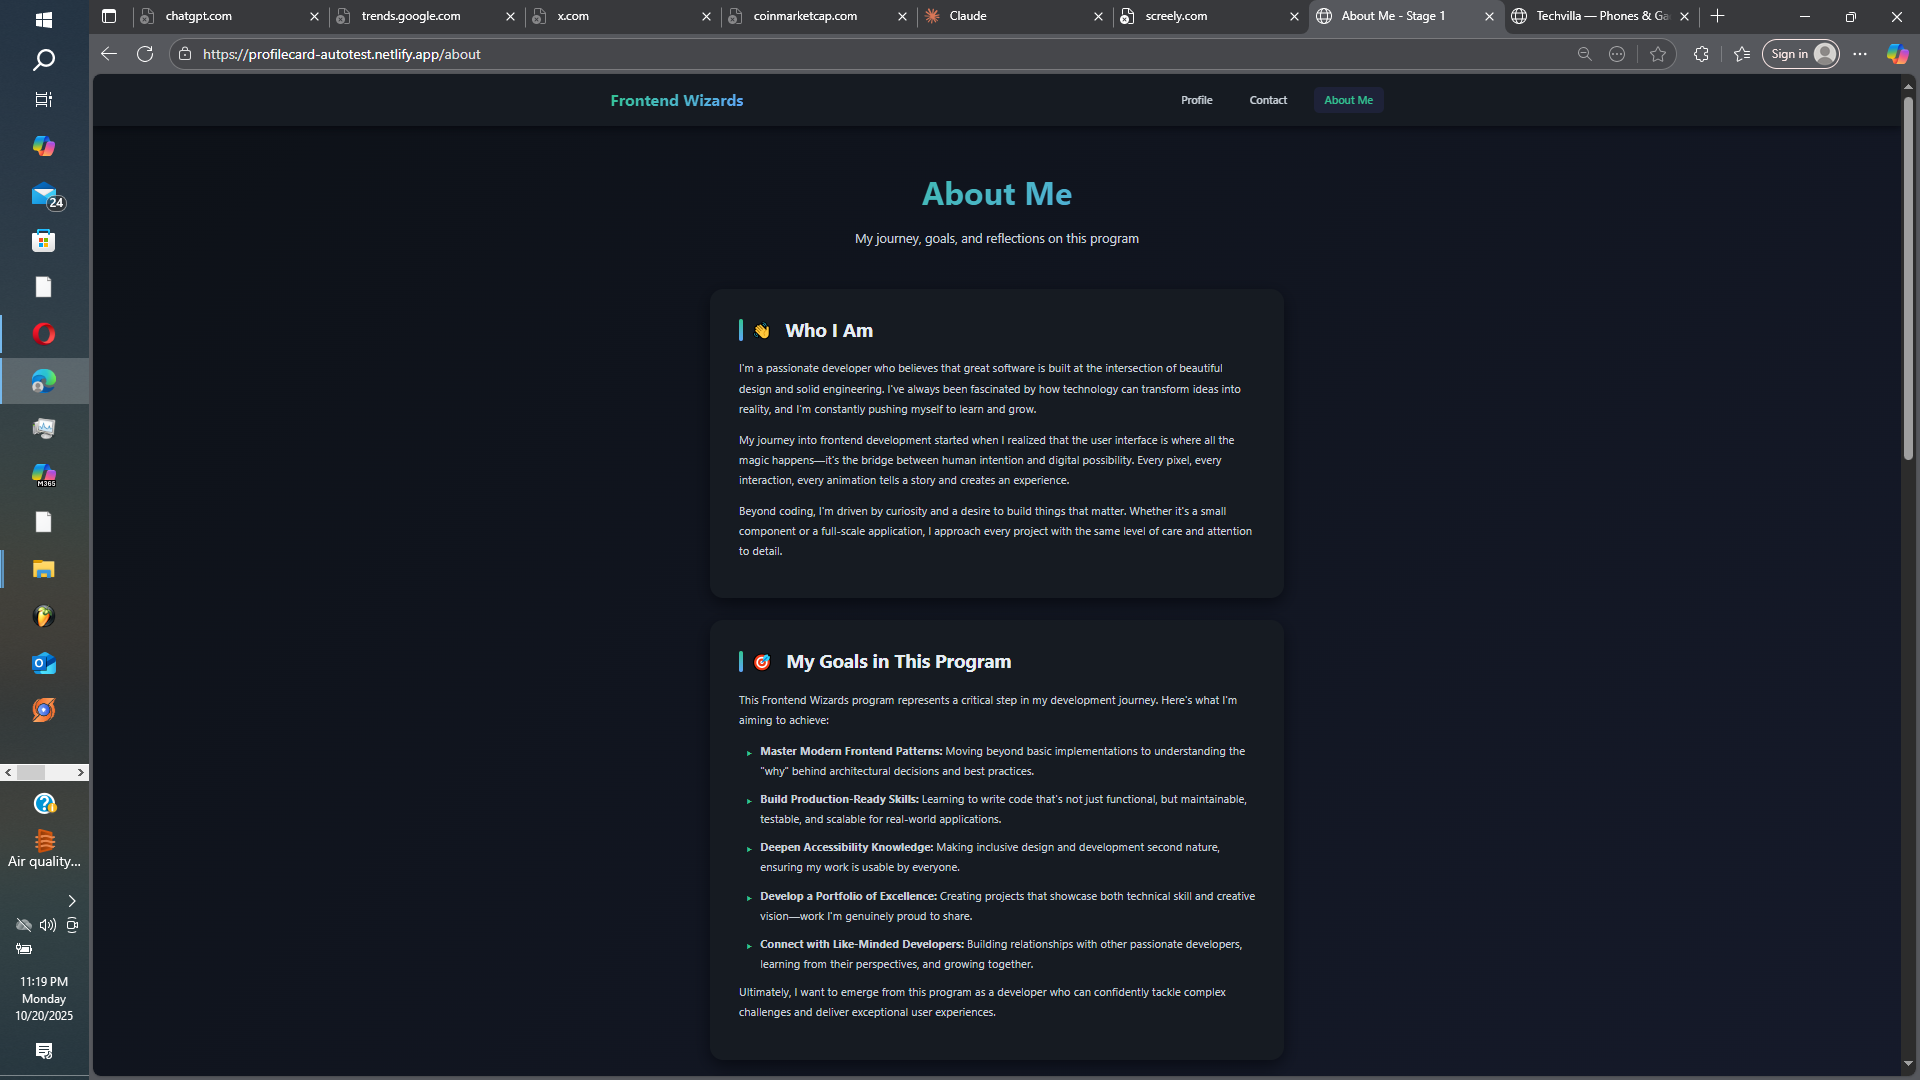 chatgpt.com
trends.google.com
x.com
coinmarketcap.com
Claude
screely.com
About Me - Stage 1
Techvilla — Phones & Ga
https://profilecard-autotest.netlify.app/about
Sign in
Frontend Wizards
Profile
Contact
About Me
About Me
My journey, goals, and reflections on this program
👋 Who I Am
I'm a passionate developer who believes that great software is built at the intersection of beautiful
design and solid engineering. I've always been fascinated by how technology can transform ideas into
reality, and I'm constantly pushing myself to learn and grow.
My journey into frontend development started when I realized that the user interface is where all the
magic happens—it's the bridge between human intention and digital possibility. Every pixel, every
interaction, every animation tells a story and creates an experience.
Beyond coding, I'm driven by curiosity and a desire to build things that matter. Whether it's a small
component or a full-scale application, I approach every project with the same level of care and attention
to detail.
🎯 My Goals in This Program
This Frontend Wizards program represents a critical step in my development journey. Here's what I'm
aiming to achieve:
▸ Master Modern Frontend Patterns: Moving beyond basic implementations to understanding the
"why" behind architectural decisions and best practices.
▸ Build Production-Ready Skills: Learning to write code that's not just functional, but maintainable,
testable, and scalable for real-world applications.
▸ Deepen Accessibility Knowledge: Making inclusive design and development second nature,
ensuring my work is usable by everyone.
▸ Develop a Portfolio of Excellence: Creating projects that showcase both technical skill and creative
vision—work I'm genuinely proud to share.
▸ Connect with Like-Minded Developers: Building relationships with other passionate developers,
learning from their perspectives, and growing together.
Ultimately, I want to emerge from this program as a developer who can confidently tackle complex
challenges and deliver exceptional user experiences.
24
M365
Air quality...
11:19 PM
Monday
10/20/2025